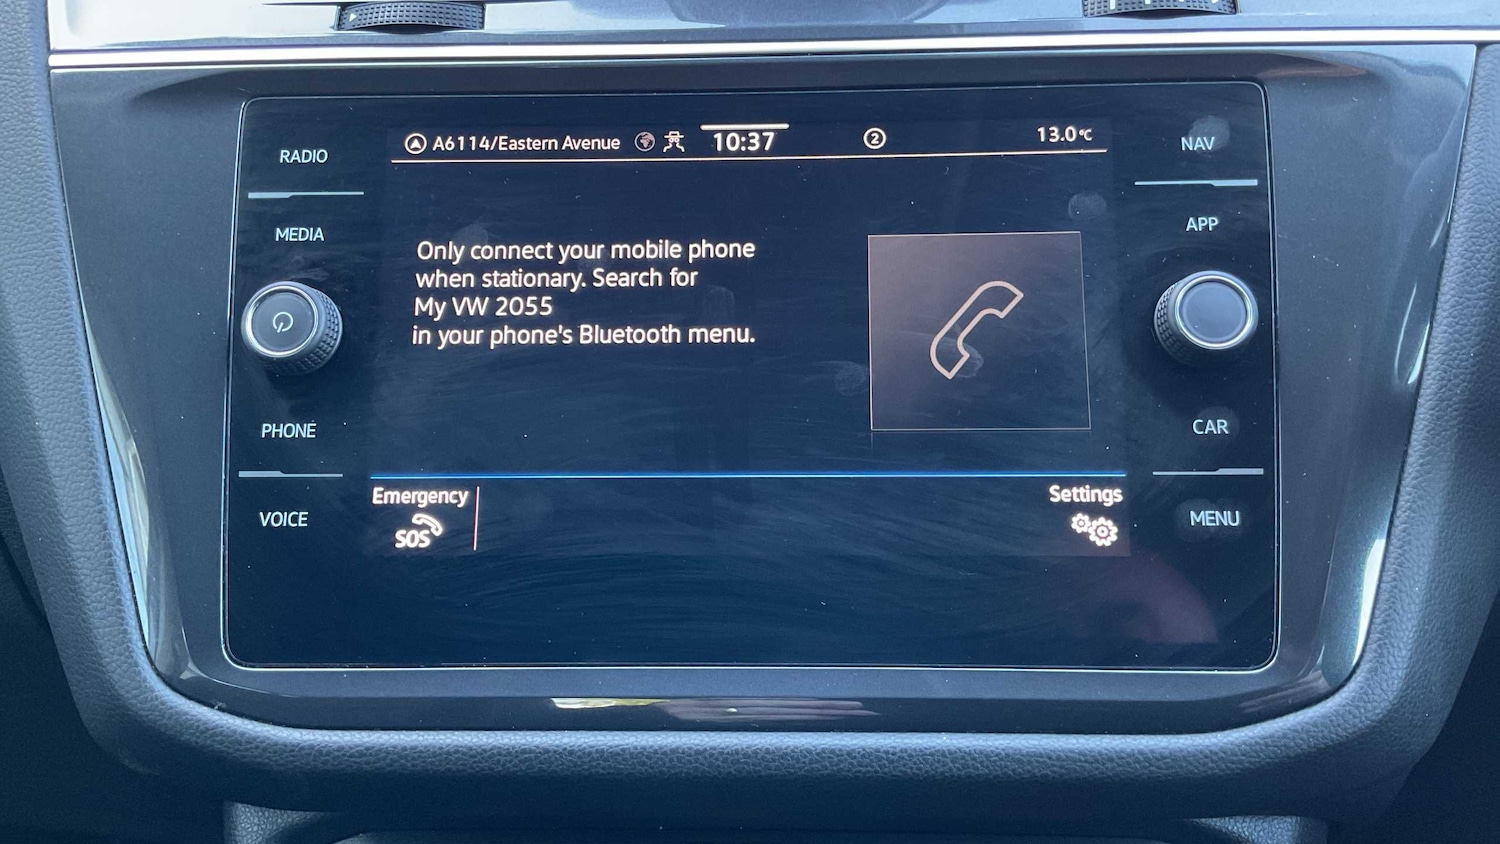 RADIO
MEDIA
PHONE
VOICE
A6114/Eastern Avenue 10:37 2 13.0°C
Only connect your mobile phone
when stationary. Search for
My VW 2055
in your phone's Bluetooth menu.
Emergency
SOS
Settings
NAV
APP
CAR
MENU